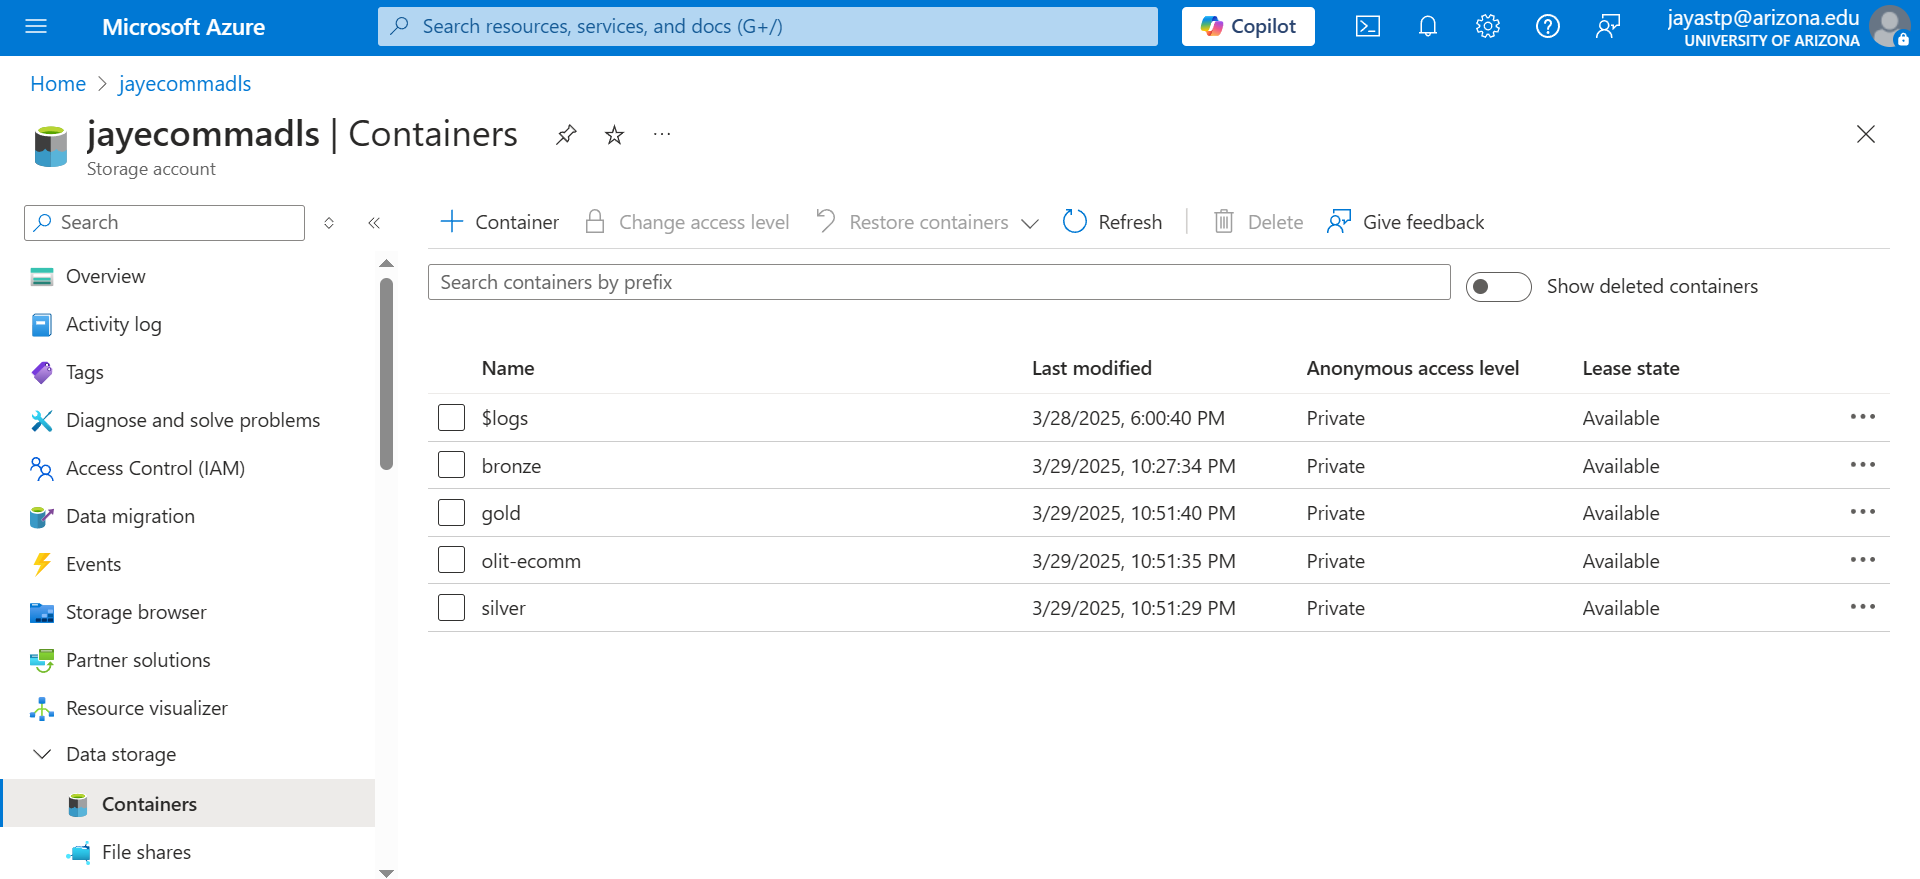 Microsoft Azure
Search resources, services, and docs (G+/)
Copilot
jayastp@arizona.edu
UNIVERSITY OF ARIZONA
Home > jayecommadls
jayecommadls | Containers
Storage account
Search
Container
Change access level
Restore containers
Refresh
Delete
Give feedback
Overview
Activity log
Tags
Diagnose and solve problems
Access Control (IAM)
Data migration
Events
Storage browser
Partner solutions
Resource visualizer
Data storage
Containers
File shares
Search containers by prefix
Show deleted containers
Name Last modified Anonymous access level Lease state
$logs 3/28/2025, 6:00:40 PM Private Available
bronze 3/29/2025, 10:27:34 PM Private Available
gold 3/29/2025, 10:51:40 PM Private Available
olit-ecomm 3/29/2025, 10:51:35 PM Private Available
silver 3/29/2025, 10:51:29 PM Private Available